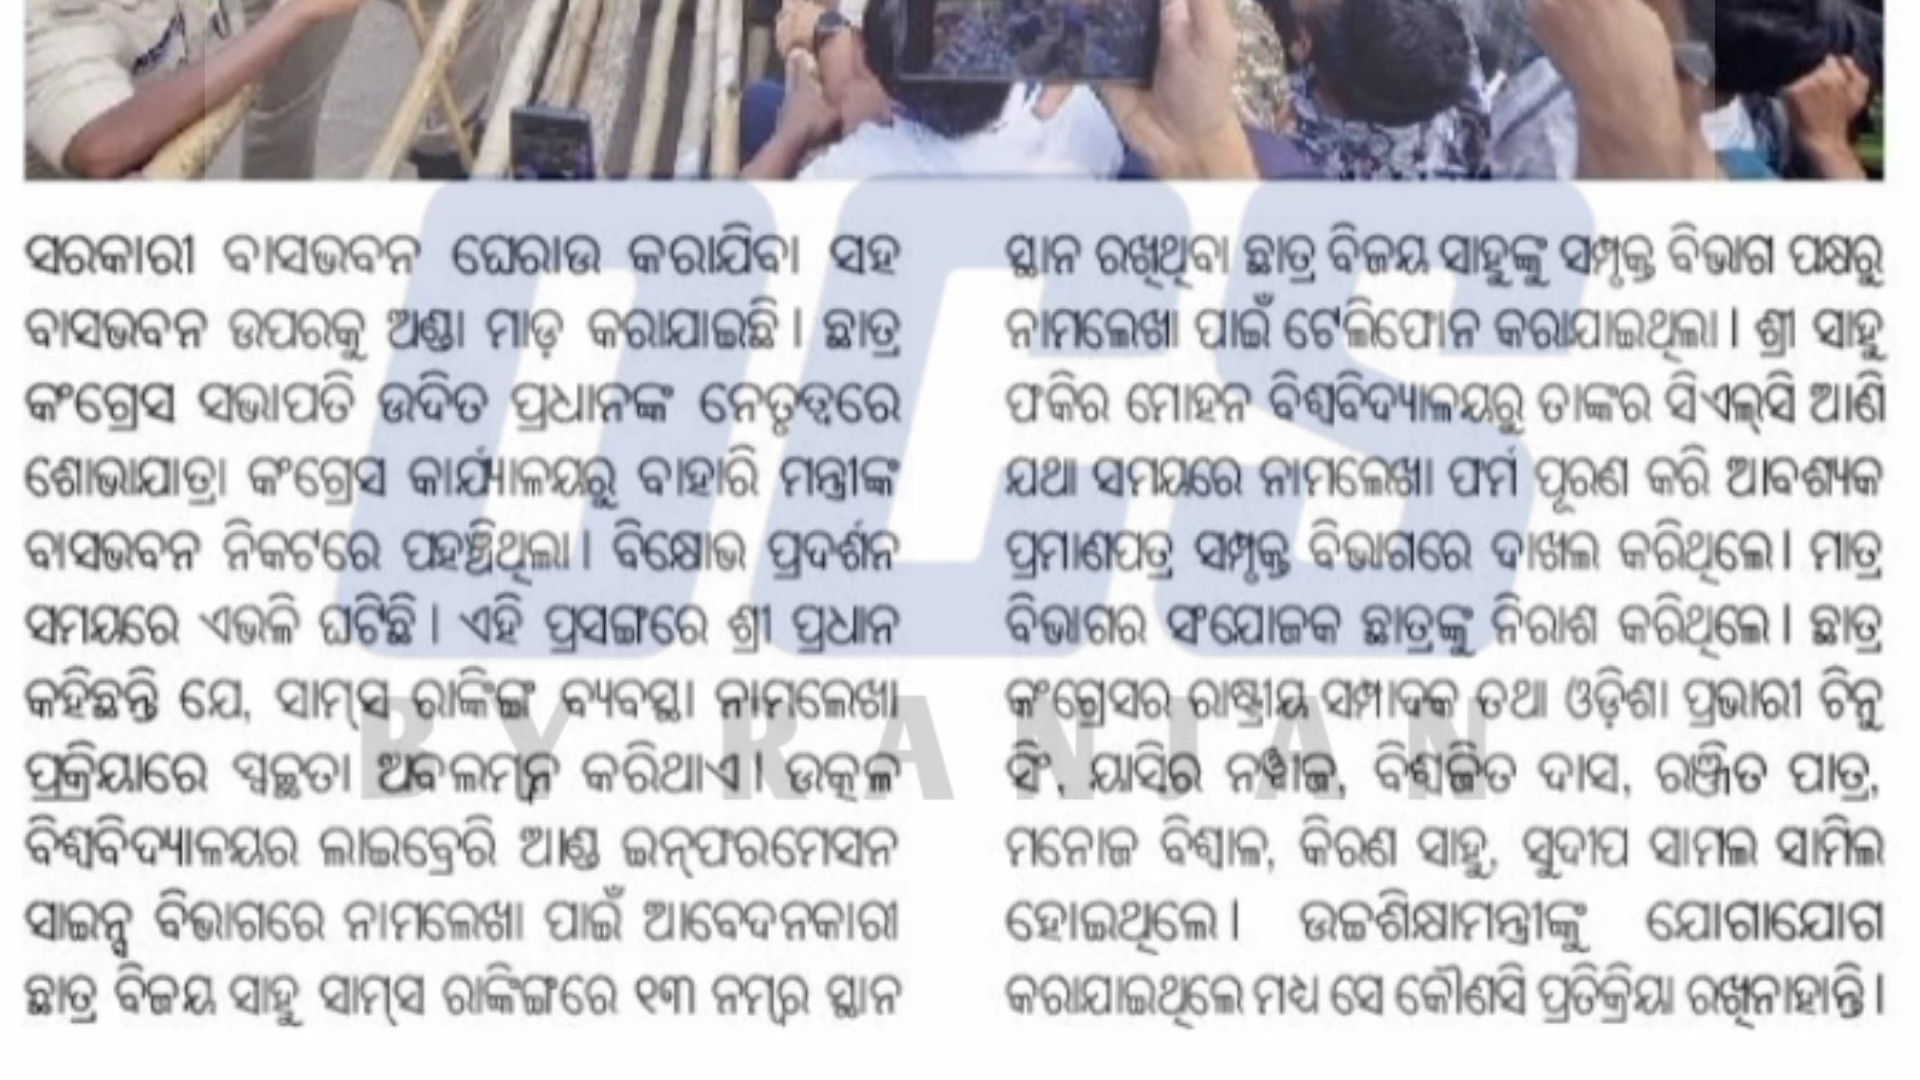 ସରକାରୀ ବାସଭବନ ଘେରାଉ କରାଯିବା ସହ
ବାସଭବନ ଉପରକୁ ଅଣ୍ଡା ମାଡ଼ କରାଯାଇଛି । ଛାତ୍ର
କଂଗ୍ରେସ ସଭାପତି ଉଦିତ ପ୍ରଧାନଙ୍କ ନେତୃତ୍ୱରେ
ଶୋଭାଯାତ୍ରା କଂଗ୍ରେସ କାର୍ଯ୍ୟାଳୟରୁ ବାହାରି ମନ୍ତ୍ରୀଙ୍କ
ବାସଭବନ ନିକଟରେ ପହଞ୍ଚିଥିଲା । ବିକ୍ଷୋଭ ପ୍ରଦର୍ଶନ
ସମୟରେ ଏଭଳି ଘଟିଛି । ଏହି ପ୍ରସଙ୍ଗରେ ଶ୍ରୀ ପ୍ରଧାନ
କହିଛନ୍ତି ଯେ, ସାମ୍‌ସ ରାଙ୍କିଙ୍ଗ ବ୍ୟବସ୍ଥା ନାମଲେଖା
ପ୍ରକ୍ରିୟାରେ ସ୍ୱଚ୍ଛତା ଅବଲମ୍ବନ କରିଥାଏ । ଉତ୍କଳ
ବିଶ୍ୱବିଦ୍ୟାଳୟର ଲାଇବ୍ରେରି ଆଣ୍ଡ ଇନ୍‌ଫରମେସନ
ସାଇନ୍ସ ବିଭାଗରେ ନାମଲେଖା ପାଇଁ ଆବେଦନକାରୀ
ଛାତ୍ର ବିଜୟ ସାହୁ ସାମ୍‌ସ ରାଙ୍କିଙ୍ଗରେ ୧୩ ନମ୍ବର ସ୍ଥାନ
ସ୍ଥାନ ରଖିଥିବା ଛାତ୍ର ବିଜୟ ସାହୁଙ୍କୁ ସମ୍ପୃକ୍ତ ବିଭାଗ ପକ୍ଷରୁ
ନାମଲେଖା ପାଇଁ ଟେଲିଫୋନ କରାଯାଇଥିଲା । ଶ୍ରୀ ସାହୁ
ଫକିର ମୋହନ ବିଶ୍ୱବିଦ୍ୟାଳୟରୁ ତାଙ୍କର ସିଏଲ୍‌ସି ଆଣି
ଯଥା ସମୟରେ ନାମଲେଖା ଫର୍ମ ପୂରଣ କରି ଆବଶ୍ୟକ
ପ୍ରମାଣପତ୍ର ସମ୍ପୃକ୍ତ ବିଭାଗରେ ଦାଖଲ କରିଥିଲେ । ମାତ୍ର
ବିଭାଗର ସଂଯୋଜକ ଛାତ୍ରଙ୍କୁ ନିରାଶ କରିଥିଲେ । ଛାତ୍ର
କଂଗ୍ରେସର ରାଷ୍ଟ୍ରୀୟ ସମ୍ପାଦକ ତଥା ଓଡ଼ିଶା ପ୍ରଭାରୀ ଚିନ୍ନୁ
ସିଂ, ୟାସିର ନୱାଜ, ବିଶ୍ୱଜିତ ଦାସ, ରଞ୍ଜିତ ପାତ୍ର,
ମନୋଜ ବିଶ୍ୱାଳ, କିରଣ ସାହୁ, ସୁଦୀପ ସାମଲ ସାମିଲ
ହୋଇଥିଲେ । ଉଚ୍ଚଶିକ୍ଷାମନ୍ତ୍ରୀଙ୍କୁ ଯୋଗାଯୋଗ
କରାଯାଇଥିଲେ ମଧ୍ୟ ସେ କୌଣସି ପ୍ରତିକ୍ରିୟା ରଖିନାହାନ୍ତି ।
BY RANJAN